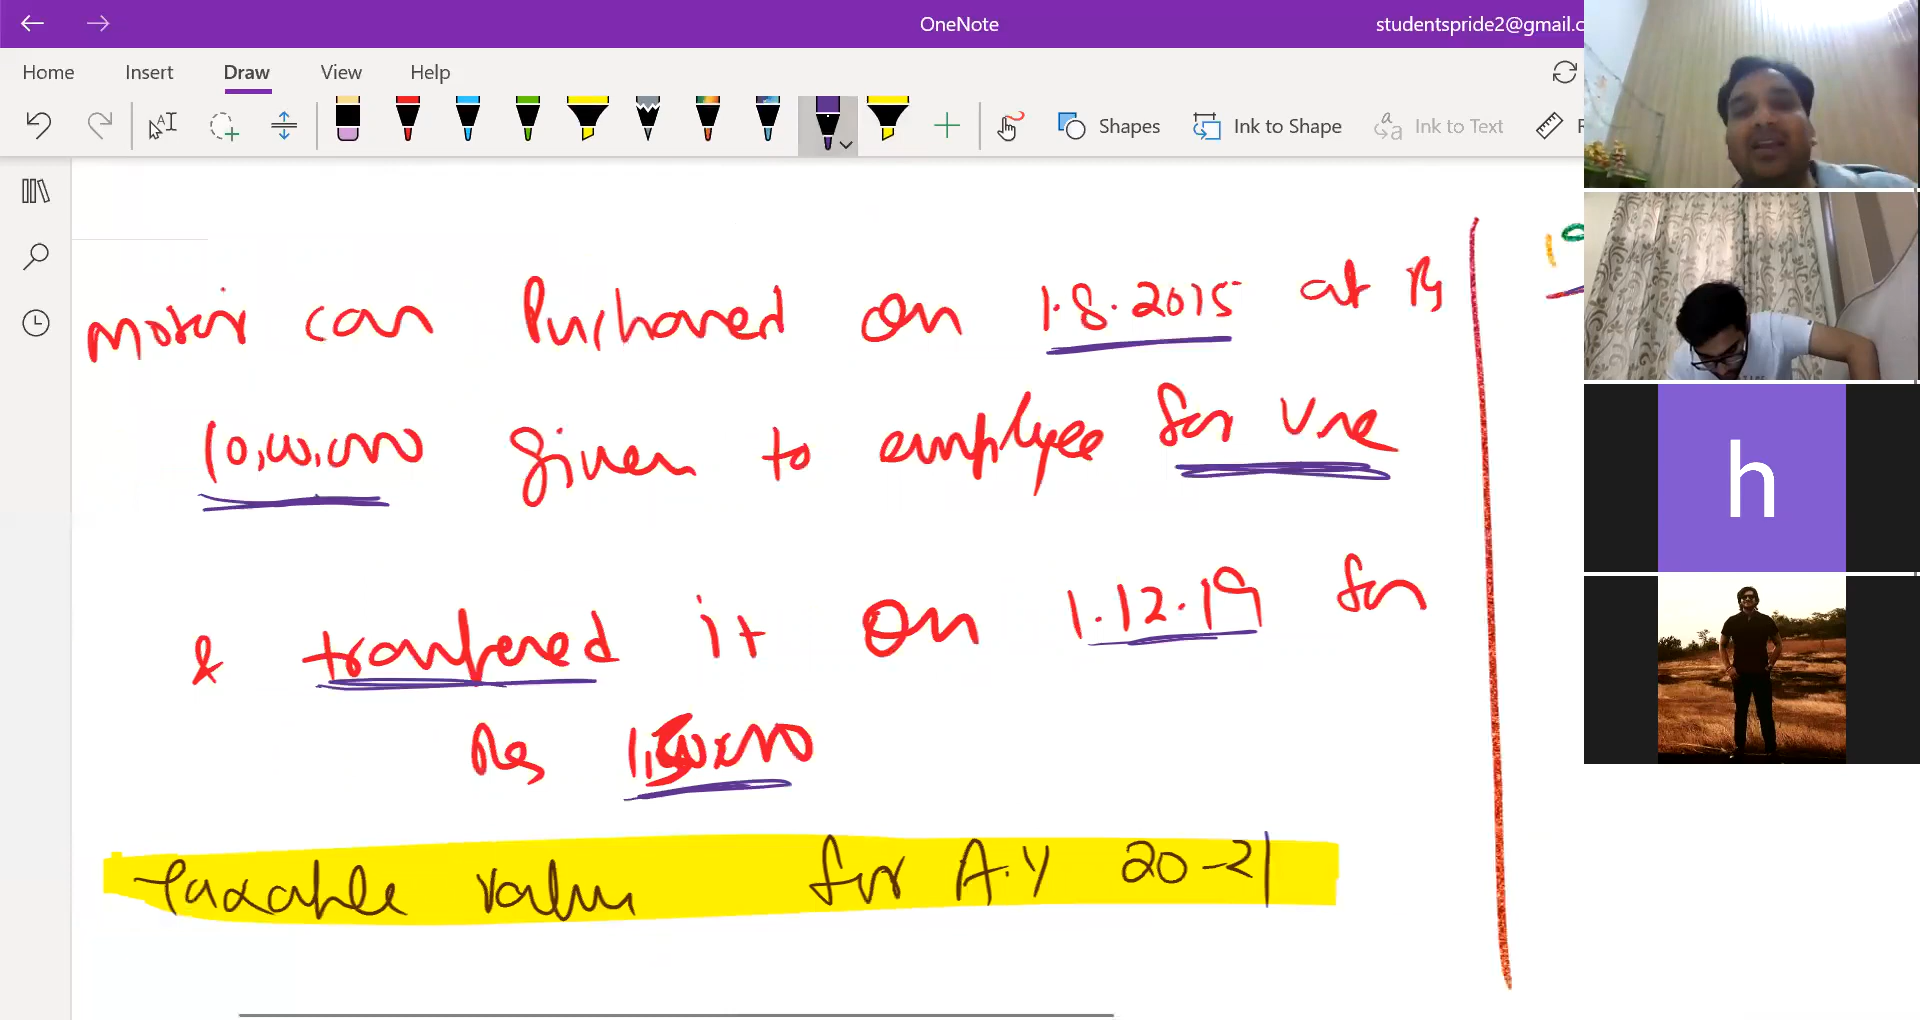 OneNote
studentspride2@gmail.c
Home Insert Draw View Help
Shapes Ink to Shape Ink to Text
motor car Purchased on 1.8.2015 at Rs
10,00,000 given to employee for use
& transfered it on 1.12.19 for
Rs 1,50,000
Taxable value for A.Y 20-21
h